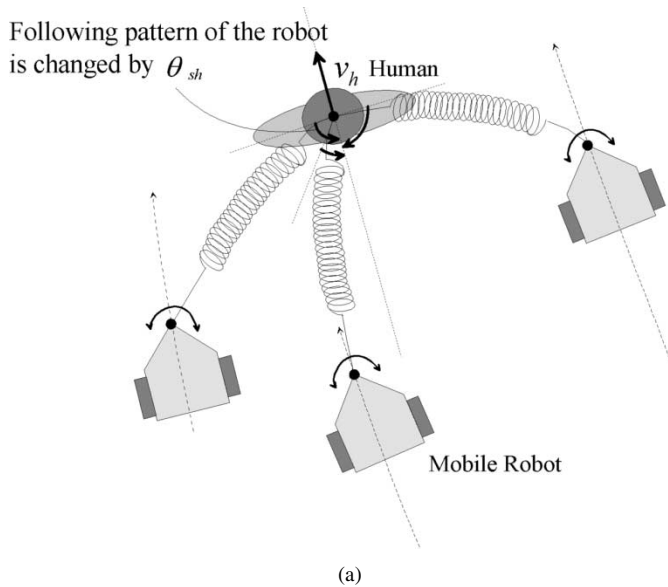 Following pattern of the robot
is changed by θ sh
v h Human
Mobile Robot
(a)